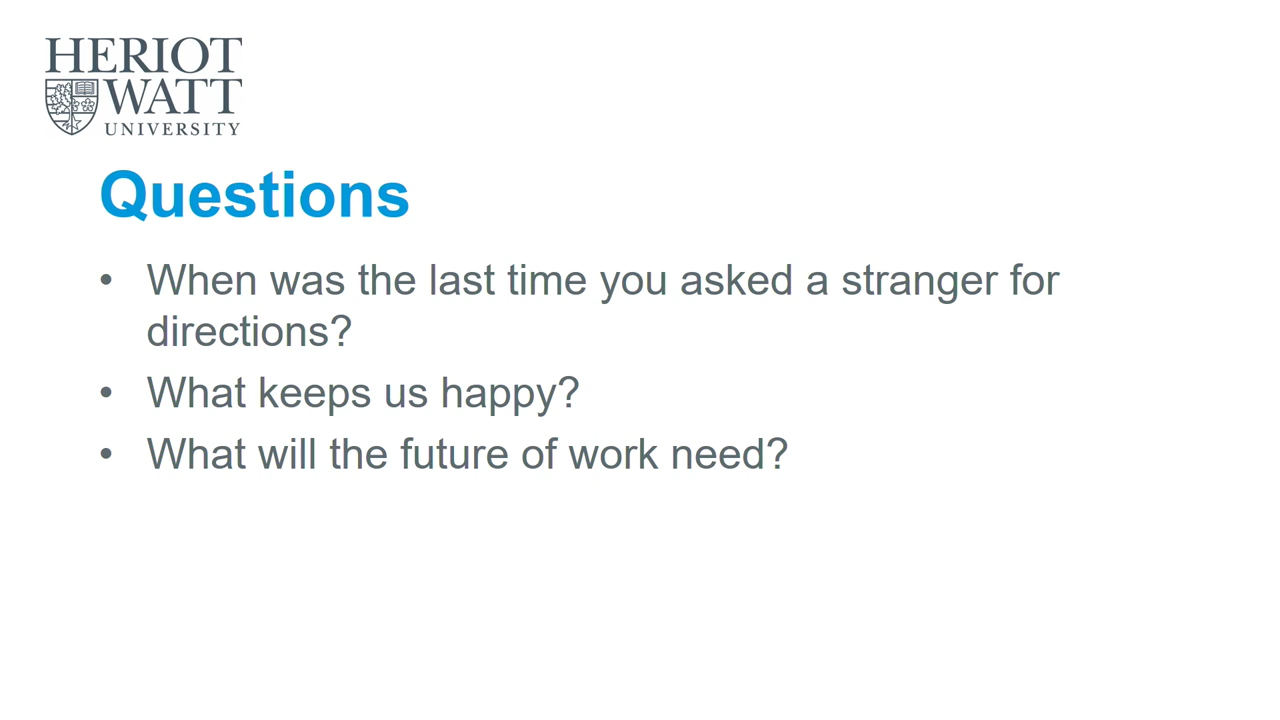 HERIOT
WATT
UNIVERSITY
Questions
• When was the last time you asked a stranger for
directions?
• What keeps us happy?
• What will the future of work need?